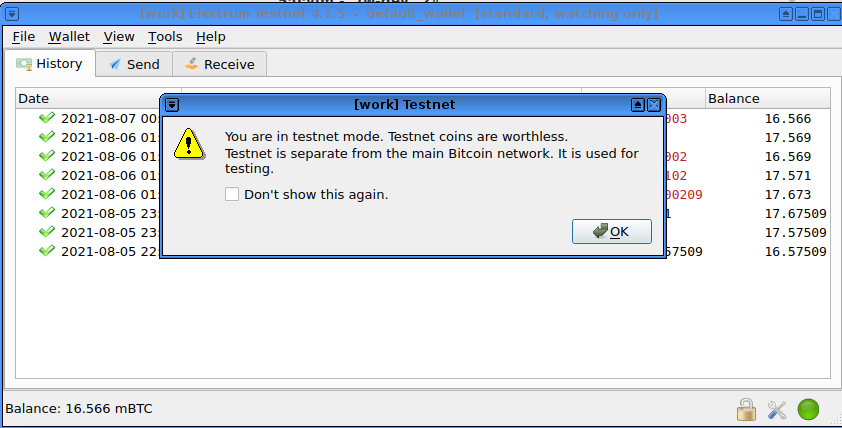 [work] Electrum Testnet 4.1.5 - default_wallet [standard, watching only]
File Wallet View Tools Help
History Send Receive
Date Balance
[work] Testnet
You are in testnet mode. Testnet coins are worthless.
Testnet is separate from the main Bitcoin network. It is used for
testing.
Don't show this again.
OK
2021-08-07 00: 003 16.566
2021-08-06 01: 17.569
2021-08-06 01: 002 16.569
2021-08-06 01: 102 17.571
2021-08-06 01: 00209 17.673
2021-08-05 23: 1 17.67509
2021-08-05 23: 17.57509
2021-08-05 22: 57509 16.57509
Balance: 16.566 mBTC